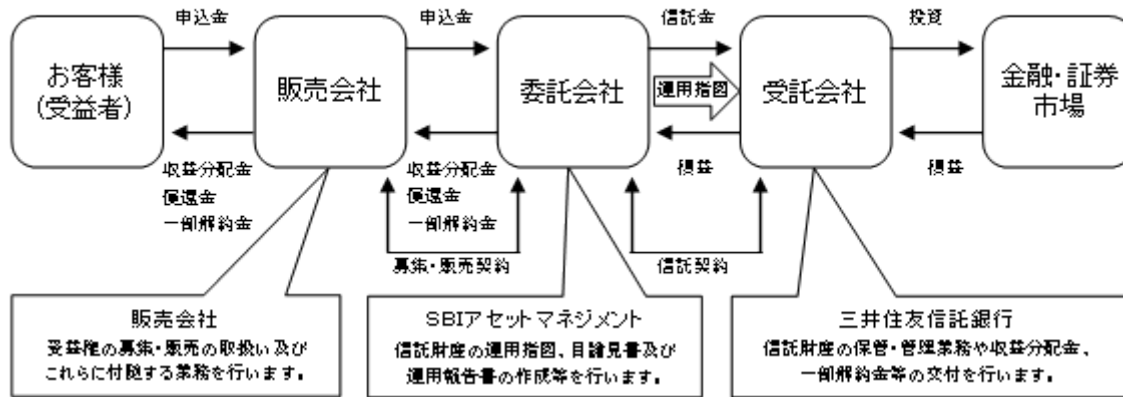 申込金
申込金
信託金
投資
お客様
(受益者)
販売会社
委託会社
運用指図
受託会社
金融・証券
市場
収益分配金
償還金
一部解約金
収益分配金
償還金
一部解約金
損益
損益
募集・販売契約
信託契約
販売会社
受益権の募集・販売の取扱い及び
これらに付随する業務を行います。
SBIアセットマネジメント
信託財産の運用指図、目論見書及び
運用報告書の作成等を行います。
三井住友信託銀行
信託財産の保管・管理業務や収益分配金、
一部解約金等の交付を行います。